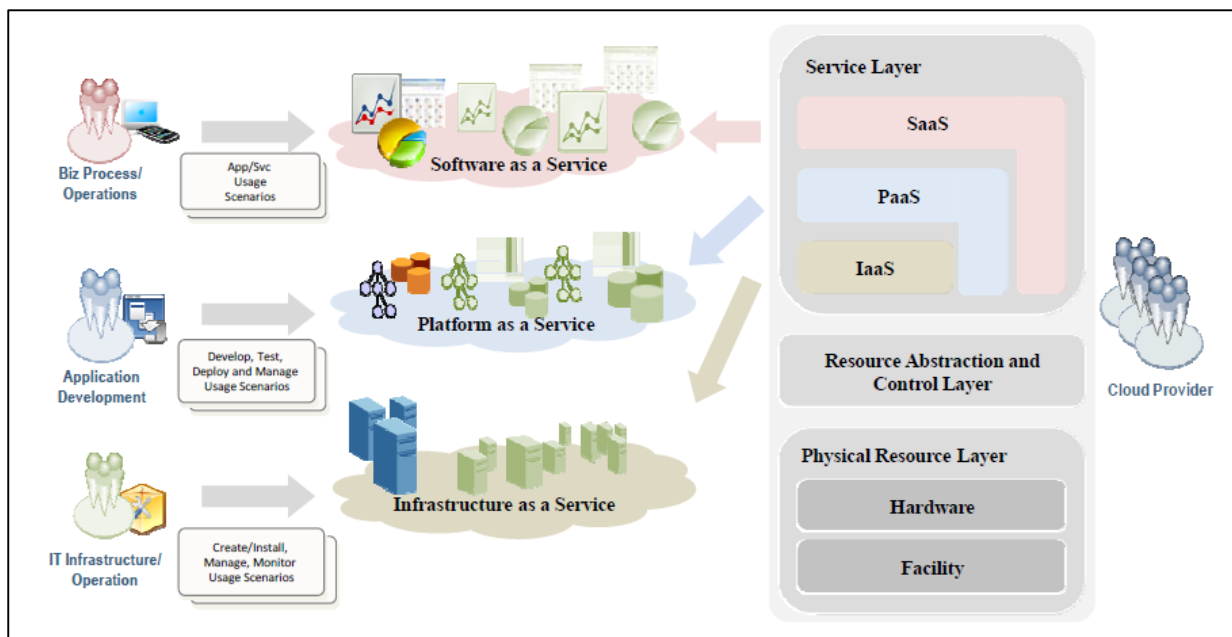 Biz Process/
Operations
App/Svc
Usage
Scenarios
Software as a Service
Application
Development
Develop, Test,
Deploy and Manage
Usage Scenarios
Platform as a Service
IT Infrastructure/
Operation
Create/Install,
Manage, Monitor
Usage Scenarios
Infrastructure as a Service
Service Layer
SaaS
PaaS
IaaS
Resource Abstraction and
Control Layer
Physical Resource Layer
Hardware
Facility
Cloud Provider